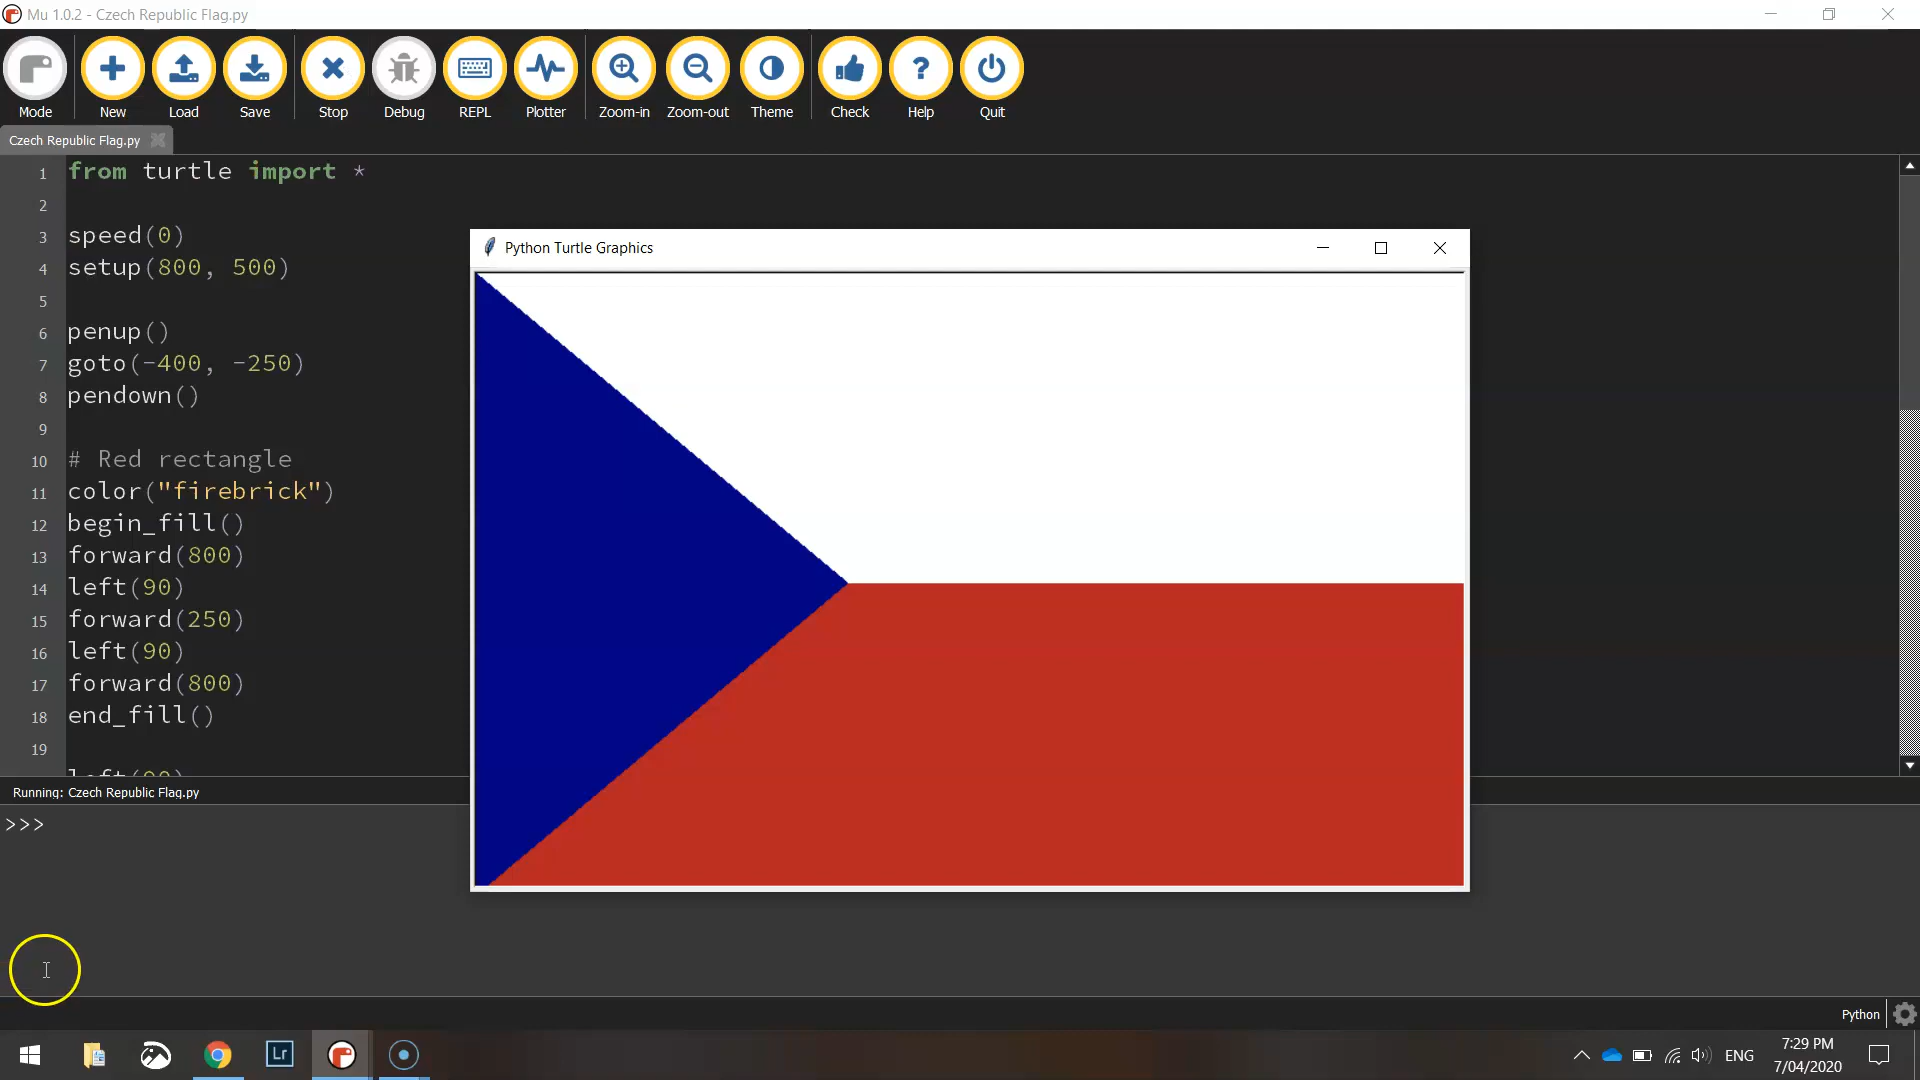 Mu 1.0.2 - Czech Republic Flag.py
Mode New Load Save Stop Debug REPL Plotter Zoom-in Zoom-out Theme Check Help Quit
Czech Republic Flag.py
1 from turtle import *
2
3 speed(0)
4 setup(800, 500)
5
6 penup()
7 goto(-400, -250)
8 pendown()
9
10 # Red rectangle
11 color("firebrick")
12 begin_fill()
13 forward(800)
14 left(90)
15 forward(250)
16 left(90)
17 forward(800)
18 end_fill()
19
left(90)
Python Turtle Graphics
Running: Czech Republic Flag.py
>>>
Python
Lr
ENG
7:29 PM
7/04/2020